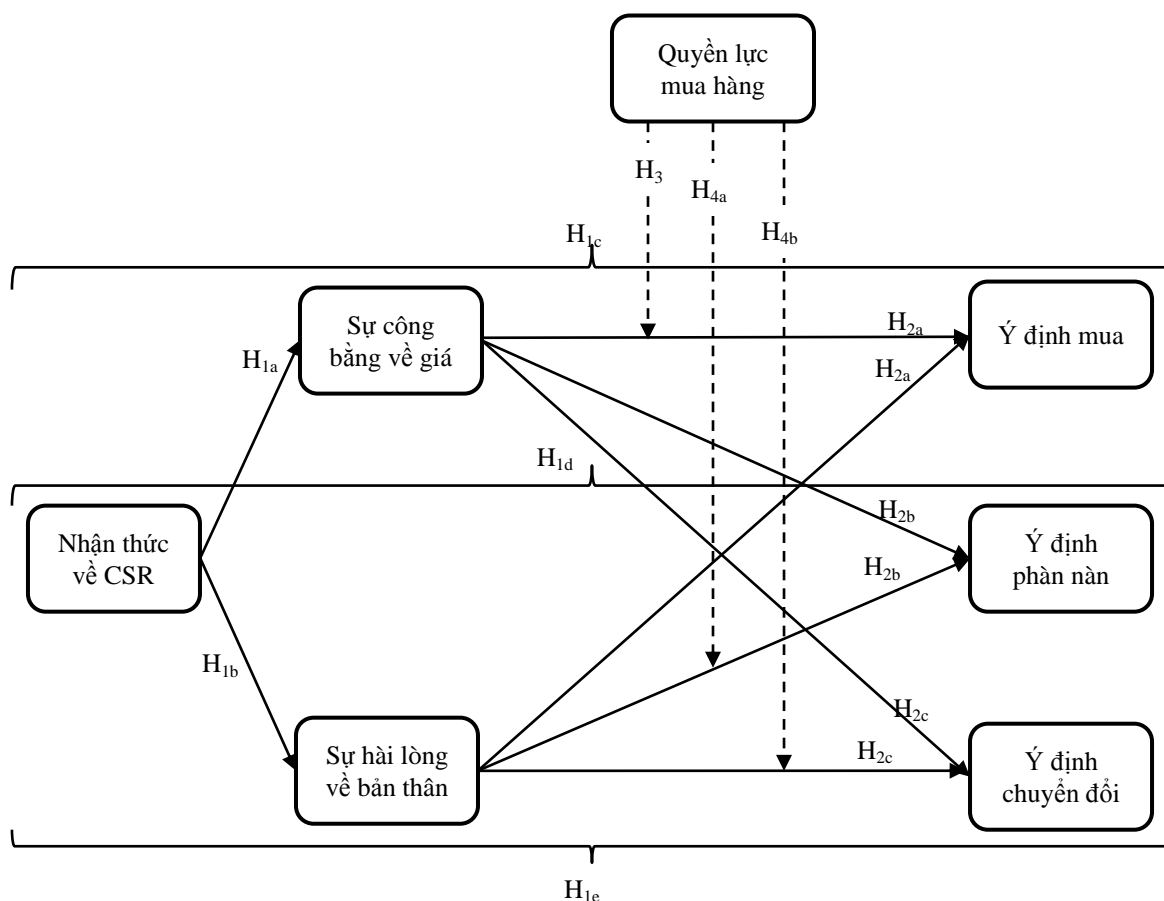 Quyền lực
mua hàng
H3
H4a
H4b
H1c
Sự công
bằng về giá
H2a
Ý định mua
H1a
H2a
H1d
Nhận thức
về CSR
H2b
Ý định
phàn nàn
H2b
H1b
Sự hài lòng
về bản thân
H2c
H2c
Ý định
chuyển đổi
H1e